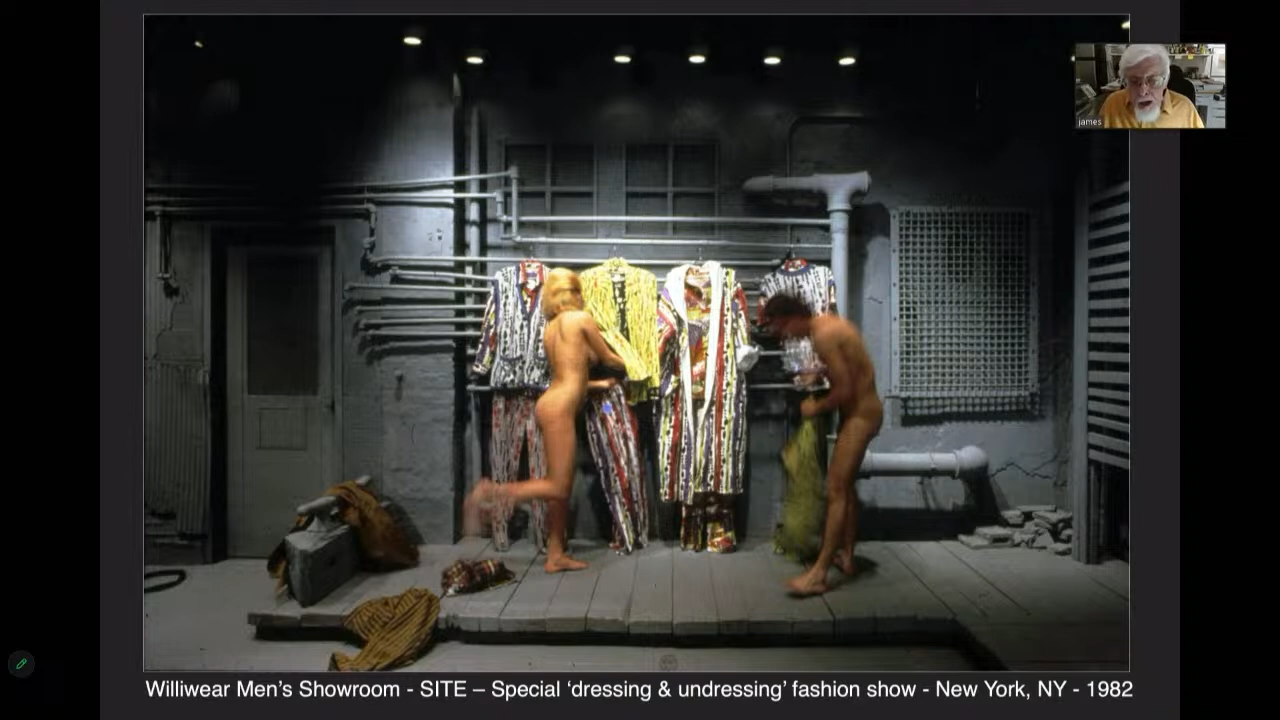 james
Williwear Men's Showroom - SITE – Special 'dressing & undressing' fashion show - New York, NY - 1982